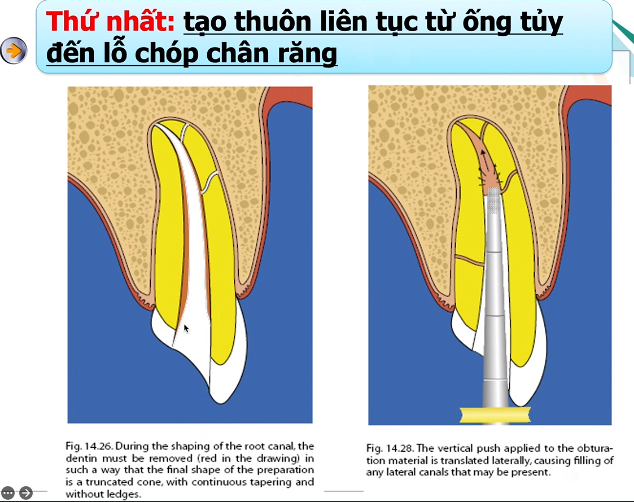 Thứ nhất: tạo thuôn liên tục từ ống tủy
đến lỗ chóp chân răng
Fig. 14.26. During the shaping of the root canal, the
dentin must be removed (red in the drawing) in
such a way that the final shape of the preparation
is a truncated cone, with continuous tapering and
without ledges.
Fig. 14.28. The vertical push applied to the obtura-
tion material is translated laterally, causing filling of
any lateral canals that may be present.